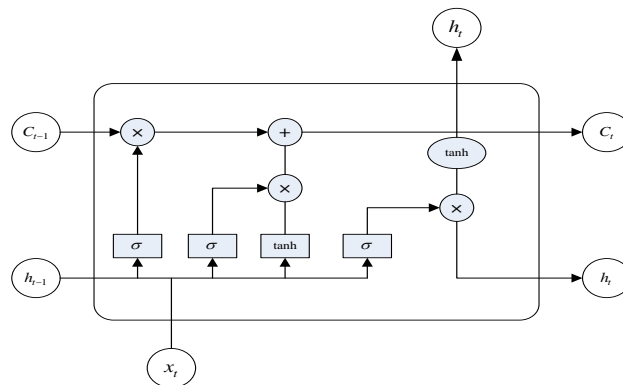 h_t
C_{t-1} × + C_t
tanh
×
×
σ σ tanh σ
h_{t-1} h_t
x_t